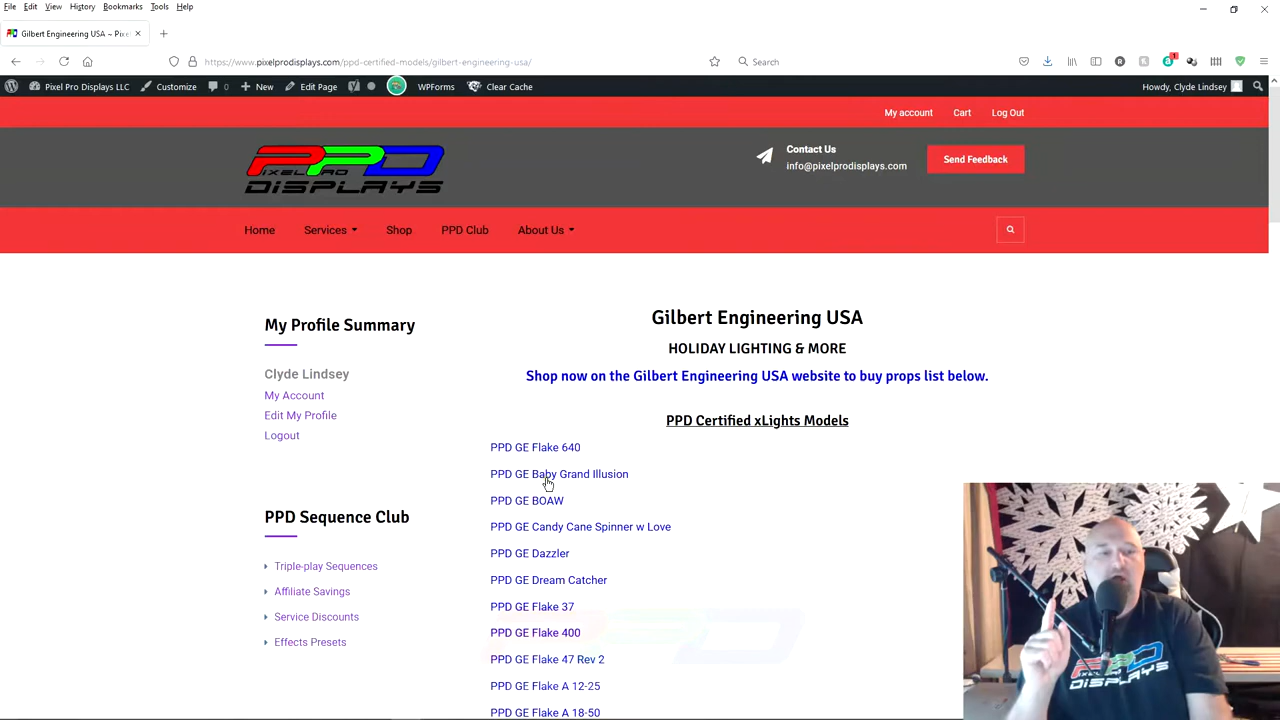 File Edit View History Bookmarks Tools Help
Gilbert Engineering USA ~ Pixe
https://www.pixelprodisplays.com/ppd-certified-models/gilbert-engineering-usa/
Search
1
Pixel Pro Displays LLC Customize 0 New Edit Page WPForms Clear Cache
Howdy, Clyde Lindsey
My account Cart Log Out
PPD
PIXEL PRO
DISPLAYS
Contact Us
info@pixelprodisplays.com
Send Feedback
Home Services Shop PPD Club About Us
Gilbert Engineering USA
HOLIDAY LIGHTING & MORE
Shop now on the Gilbert Engineering USA website to buy props list below.
PPD Certified xLights Models
My Profile Summary
Clyde Lindsey
My Account
Edit My Profile
Logout
PPD Sequence Club
Triple-play Sequences
Affiliate Savings
Service Discounts
Effects Presets
PPD GE Flake 640
PPD GE Baby Grand Illusion
PPD GE BOAW
PPD GE Candy Cane Spinner w Love
PPD GE Dazzler
PPD GE Dream Catcher
PPD GE Flake 37
PPD GE Flake 400
PPD GE Flake 47 Rev 2
PPD GE Flake A 12-25
PPD GE Flake A 18-50
PPD
DISPLAYS